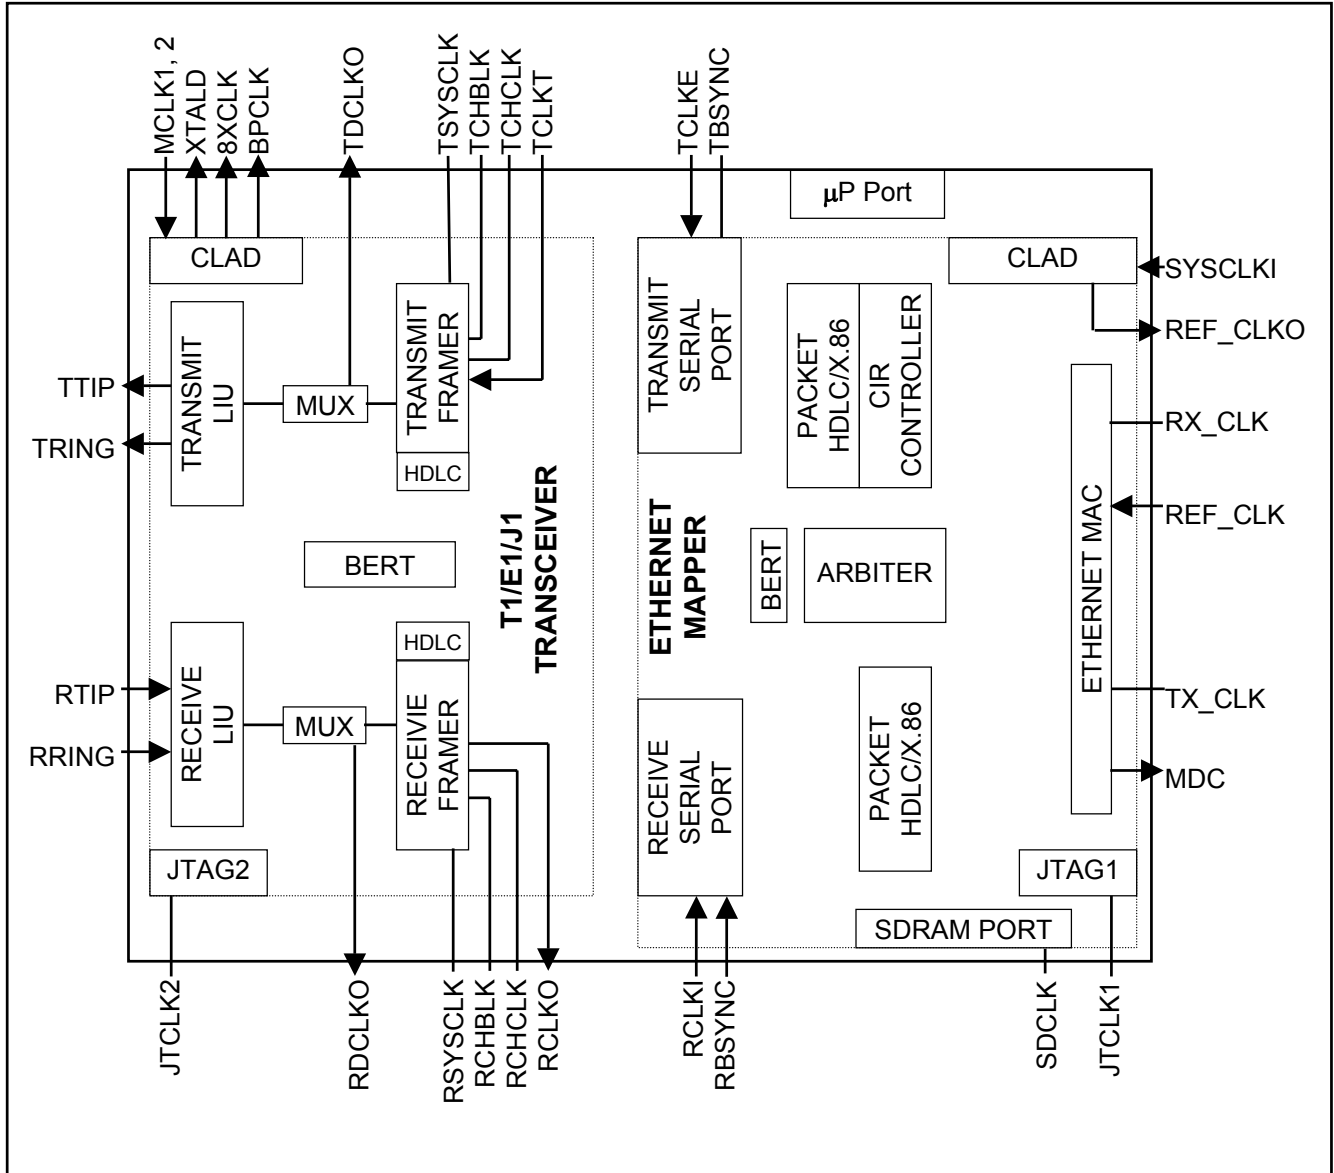 MCLK1, 2
XTALD
8XCLK
BPCLK
TDCLKO
TSYSCLK
TCHBLK
TCHCLK
TCLKT
TCLKE
TBSYNC
µP Port
CLAD
CLAD
SYSCLKI
REF_CLKO
TRANSMIT
LIU
TTIP
TRING
MUX
TRANSMIT
FRAMER
HDLC
TRANSMIT
SERIAL
PORT
PACKET
HDLC/X.86
CIR
CONTROLLER
RX_CLK
REF_CLK
ETHERNET MAC
T1/E1/J1
TRANSCEIVER
ETHERNET
MAPPER
BERT
BERT
ARBITER
HDLC
RTIP
RRING
RECEIVE
LIU
MUX
RECEIVIE
FRAMER
RECEIVE
SERIAL
PORT
PACKET
HDLC/X.86
TX_CLK
MDC
JTAG2
JTAG1
SDRAM PORT
JTCLK2
RDCLKO
RSYSCLK
RCHBLK
RCHCLK
RCLKO
RCLKI
RBSYNC
SDCLK
JTCLK1